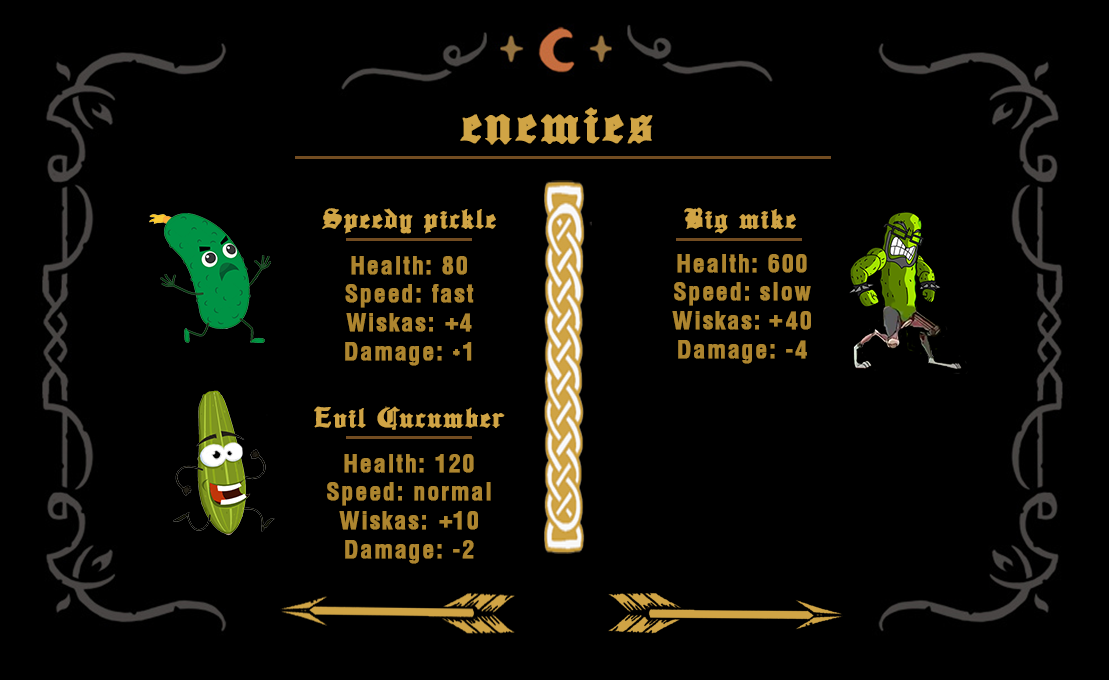 enemies
Speedy pickle
Health: 80
Speed: fast
Wiskas: +4
Damage: -1
Evil Cucumber
Health: 120
Speed: normal
Wiskas: +10
Damage: -2
Big mike
Health: 600
Speed: slow
Wiskas: +40
Damage: -4